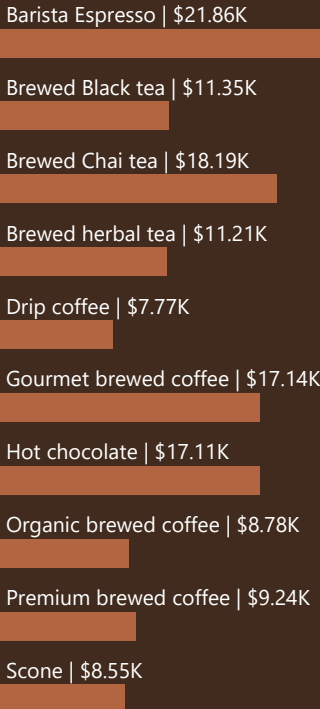 Barista Espresso | $21.86K
Brewed Black tea | $11.35K
Brewed Chai tea | $18.19K
Brewed herbal tea | $11.21K
Drip coffee | $7.77K
Gourmet brewed coffee | $17.14K
Hot chocolate | $17.11K
Organic brewed coffee | $8.78K
Premium brewed coffee | $9.24K
Scone | $8.55K